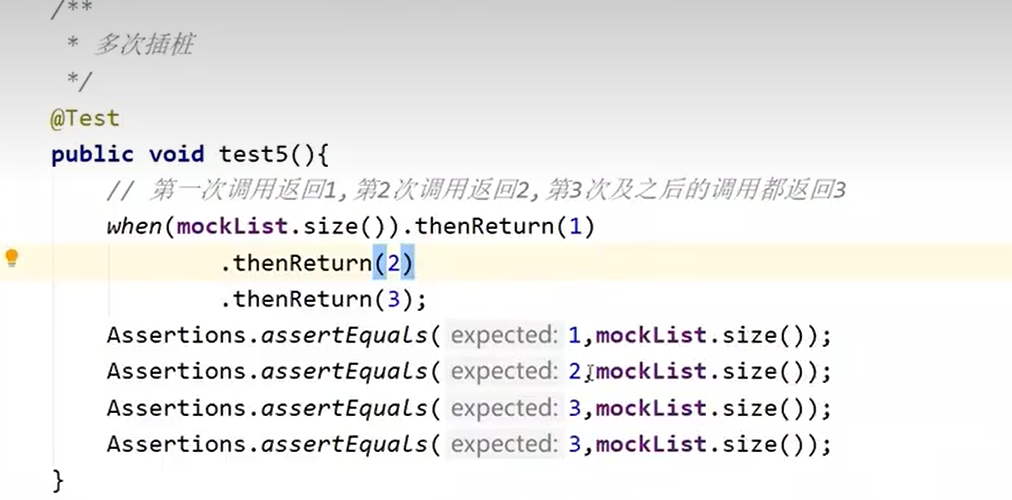 /**
* 多次插桩
*/
@Test
public void test5(){
// 第一次调用返回1,第2次调用返回2,第3次及之后的调用都返回3
when(mockList.size()).thenReturn(1)
.thenReturn(2)
.thenReturn(3);
Assertions.assertEquals( expected: 1,mockList.size());
Assertions.assertEquals( expected: 2,mockList.size());
Assertions.assertEquals( expected: 3,mockList.size());
Assertions.assertEquals( expected: 3,mockList.size());
}